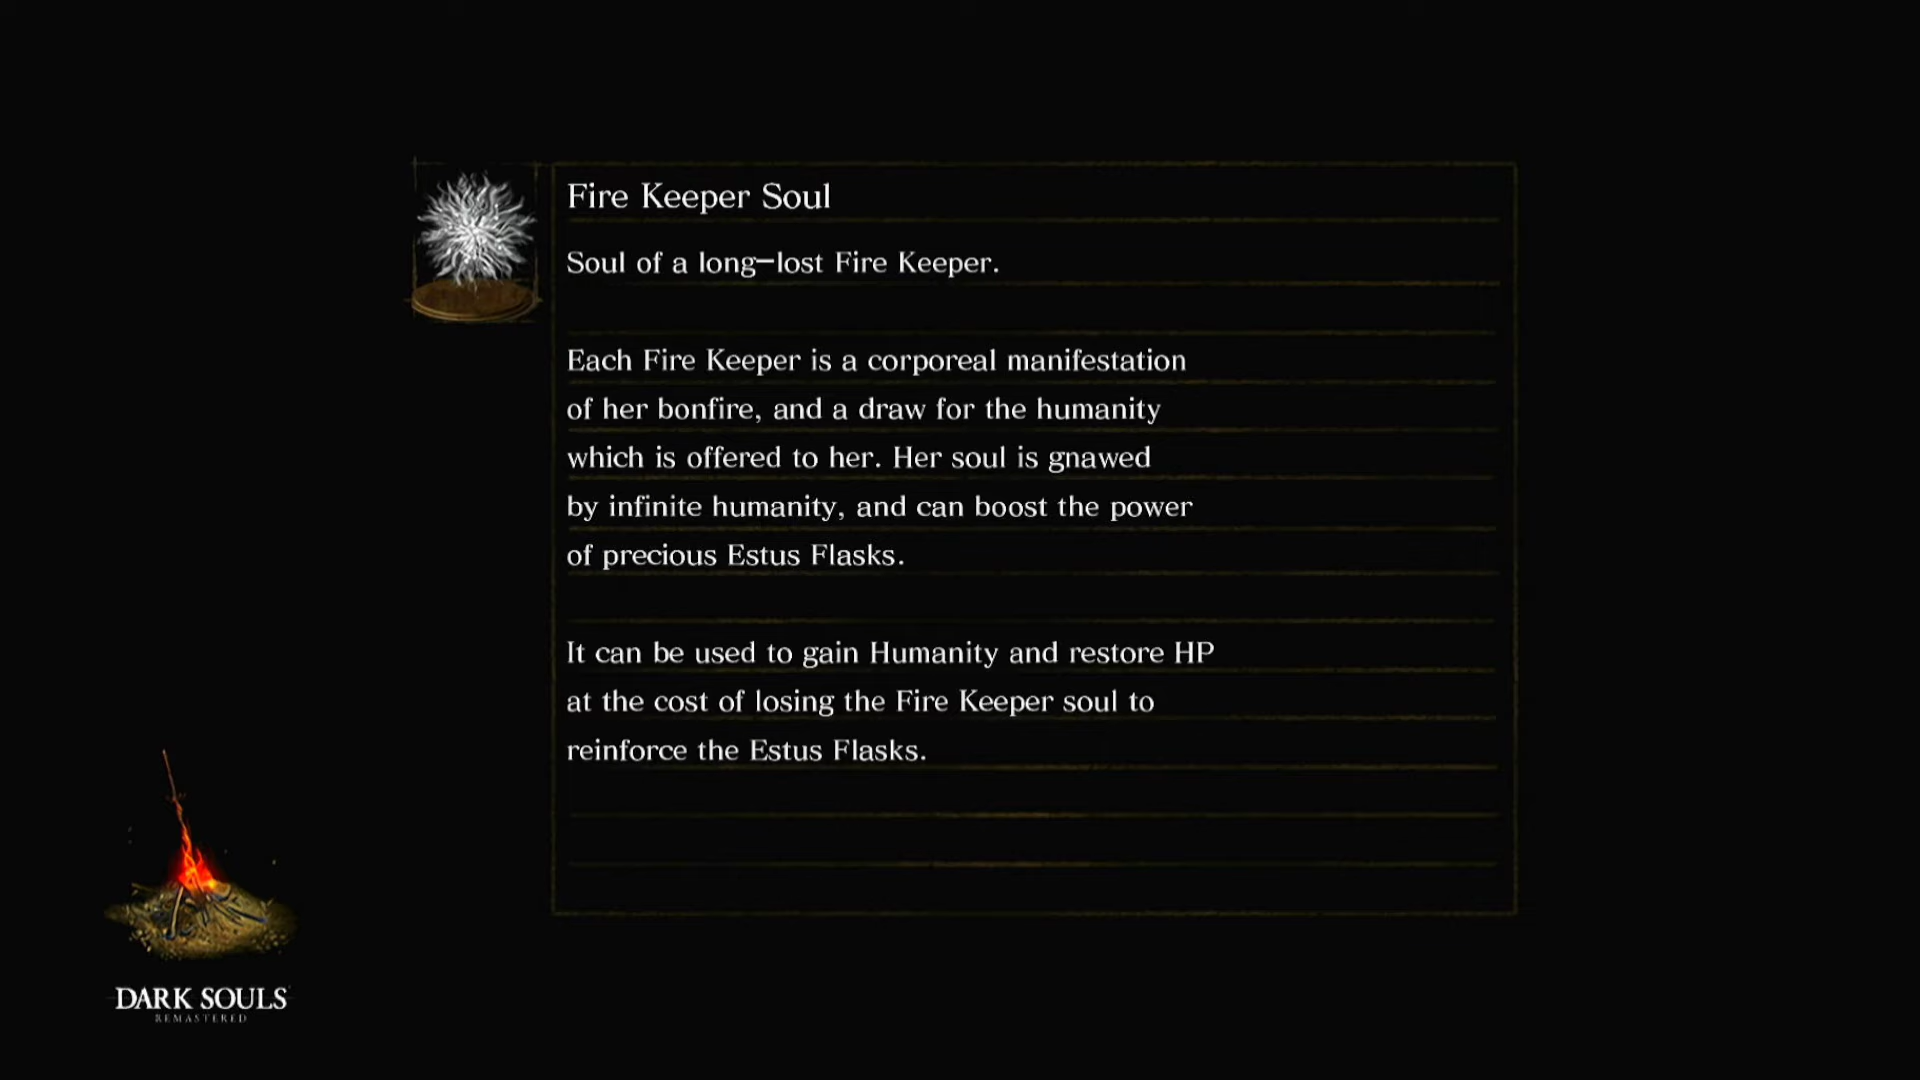 Fire Keeper Soul
Soul of a long-lost Fire Keeper.
Each Fire Keeper is a corporeal manifestation
of her bonfire, and a draw for the humanity
which is offered to her. Her soul is gnawed
by infinite humanity, and can boost the power
of precious Estus Flasks.
It can be used to gain Humanity and restore HP
at the cost of losing the Fire Keeper soul to
reinforce the Estus Flasks.
DARK SOULS
REMASTERED